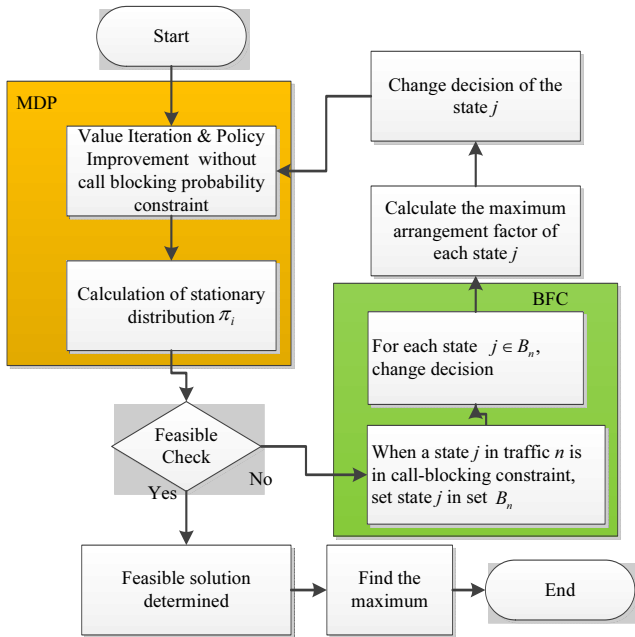 Start
MDP
Value Iteration & Policy
Improvement without
call blocking probability
constraint
Calculation of stationary
distribution π_i
Feasible
Check
Yes
No
Feasible solution
determined
Find the
maximum
End
BFC
When a state j in traffic n is
in call-blocking constraint,
set state j in set B_n
For each state j ∈ B_n,
change decision
Calculate the maximum
arrangement factor of
each state j
Change decision of the
state j